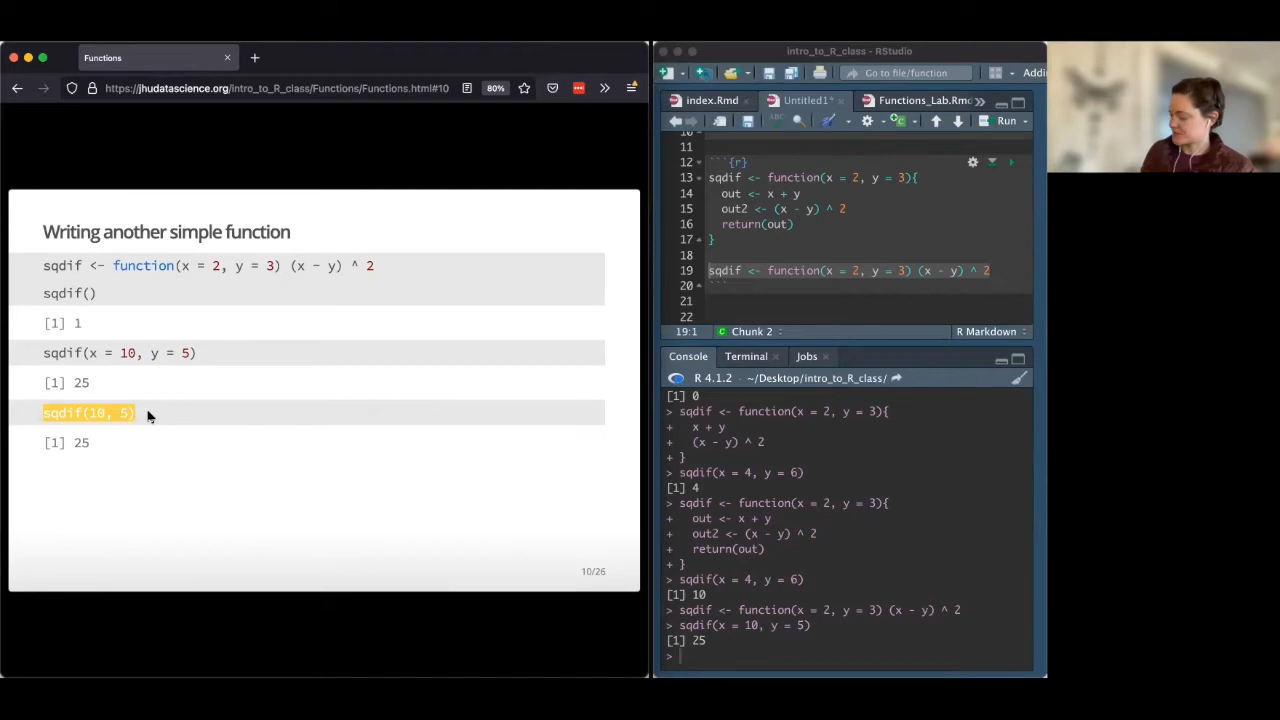 Functions
https://jhudatascience.org/intro_to_R_class/Functions/Functions.html#10
80%
Writing another simple function
sqdif <- function(x = 2, y = 3) (x - y) ^ 2
sqdif()
[1] 1
sqdif(x = 10, y = 5)
[1] 25
sqdif(10, 5)
[1] 25
10/26
intro_to_R_class - RStudio
Go to file/function
Addin
index.Rmd
Untitled1*
Functions_Lab.Rmd
Run
10
11
12 ```{r}
13 sqdif <- function(x = 2, y = 3){
14 out <- x + y
15 out2 <- (x - y) ^ 2
16 return(out)
17 }
18
19 sqdif <- function(x = 2, y = 3) (x - y) ^ 2
20 ```
21
22
19:1 Chunk 2 R Markdown
Console Terminal Jobs
R 4.1.2 · ~/Desktop/intro_to_R_class/
[1] 0
> sqdif <- function(x = 2, y = 3){
+ x + y
+ (x - y) ^ 2
+ }
> sqdif(x = 4, y = 6)
[1] 4
> sqdif <- function(x = 2, y = 3){
+ out <- x + y
+ out2 <- (x - y) ^ 2
+ return(out)
+ }
> sqdif(x = 4, y = 6)
[1] 10
> sqdif <- function(x = 2, y = 3) (x - y) ^ 2
> sqdif(x = 10, y = 5)
[1] 25
>